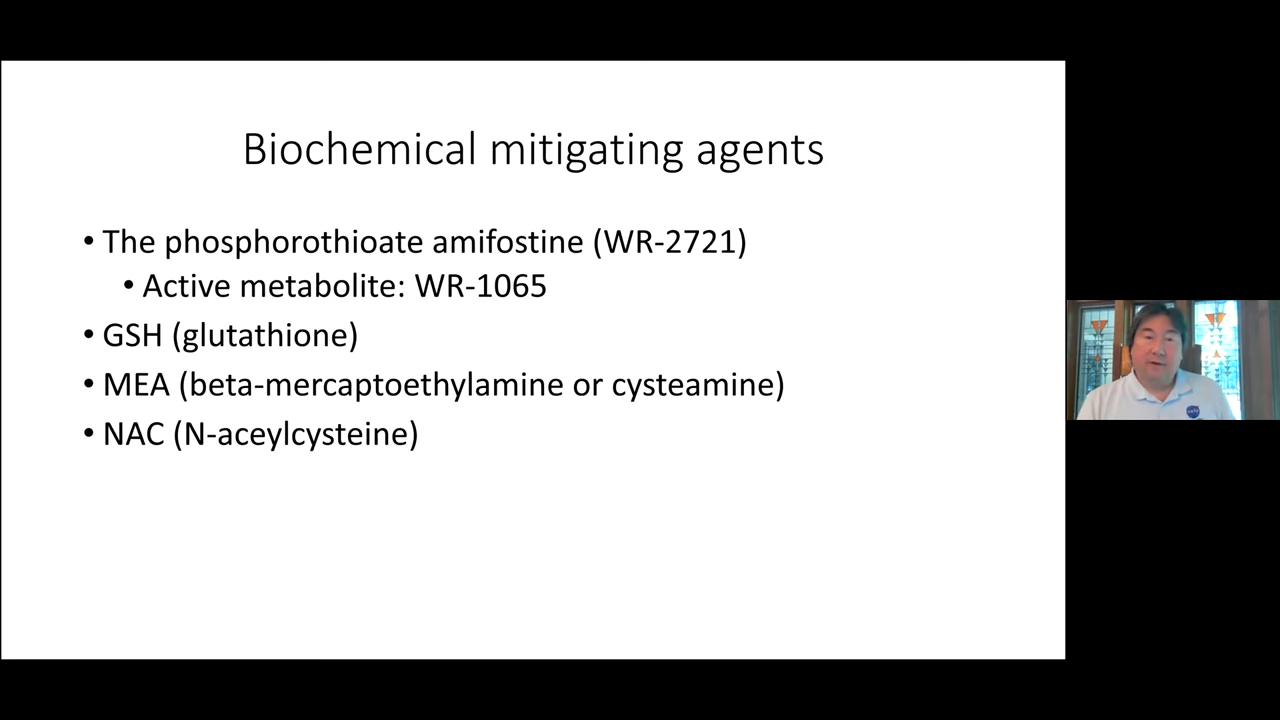 Biochemical mitigating agents
• The phosphorothioate amifostine (WR-2721)
• Active metabolite: WR-1065
• GSH (glutathione)
• MEA (beta-mercaptoethylamine or cysteamine)
• NAC (N-aceylcysteine)